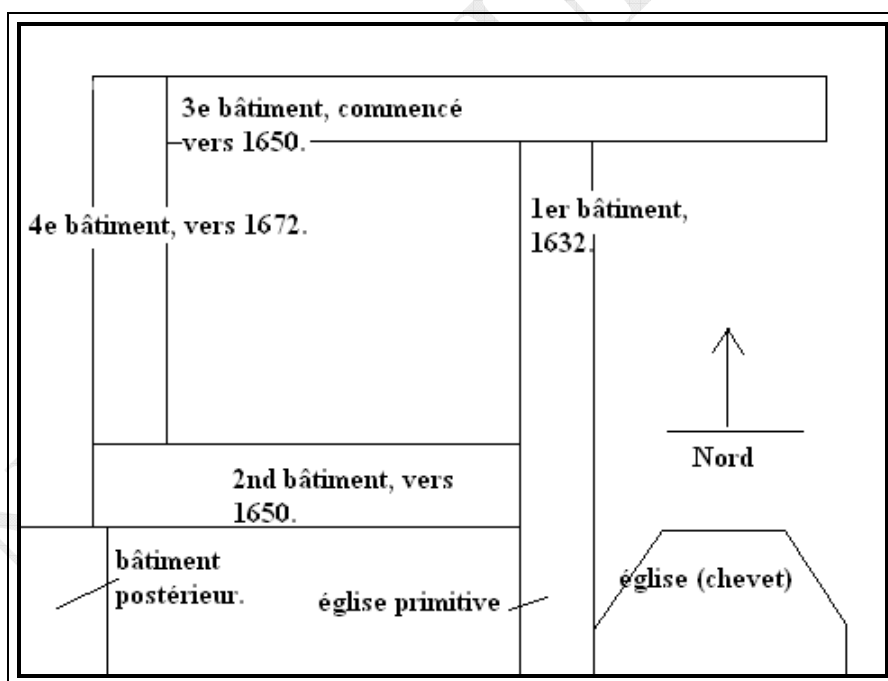 3e bâtiment, commencé
vers 1650.
4e bâtiment, vers 1672.
1er bâtiment,
1632.
Nord
2nd bâtiment, vers
1650.
bâtiment
postérieur.
église primitive
église (chevet)